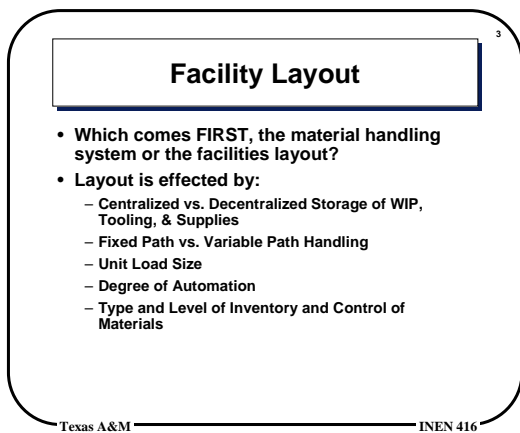 3
Facility Layout
• Which comes FIRST, the material handling
system or the facilities layout?
• Layout is effected by:
– Centralized vs. Decentralized Storage of WIP,
Tooling, & Supplies
– Fixed Path vs. Variable Path Handling
– Unit Load Size
– Degree of Automation
– Type and Level of Inventory and Control of
Materials
Texas A&M INEN 416